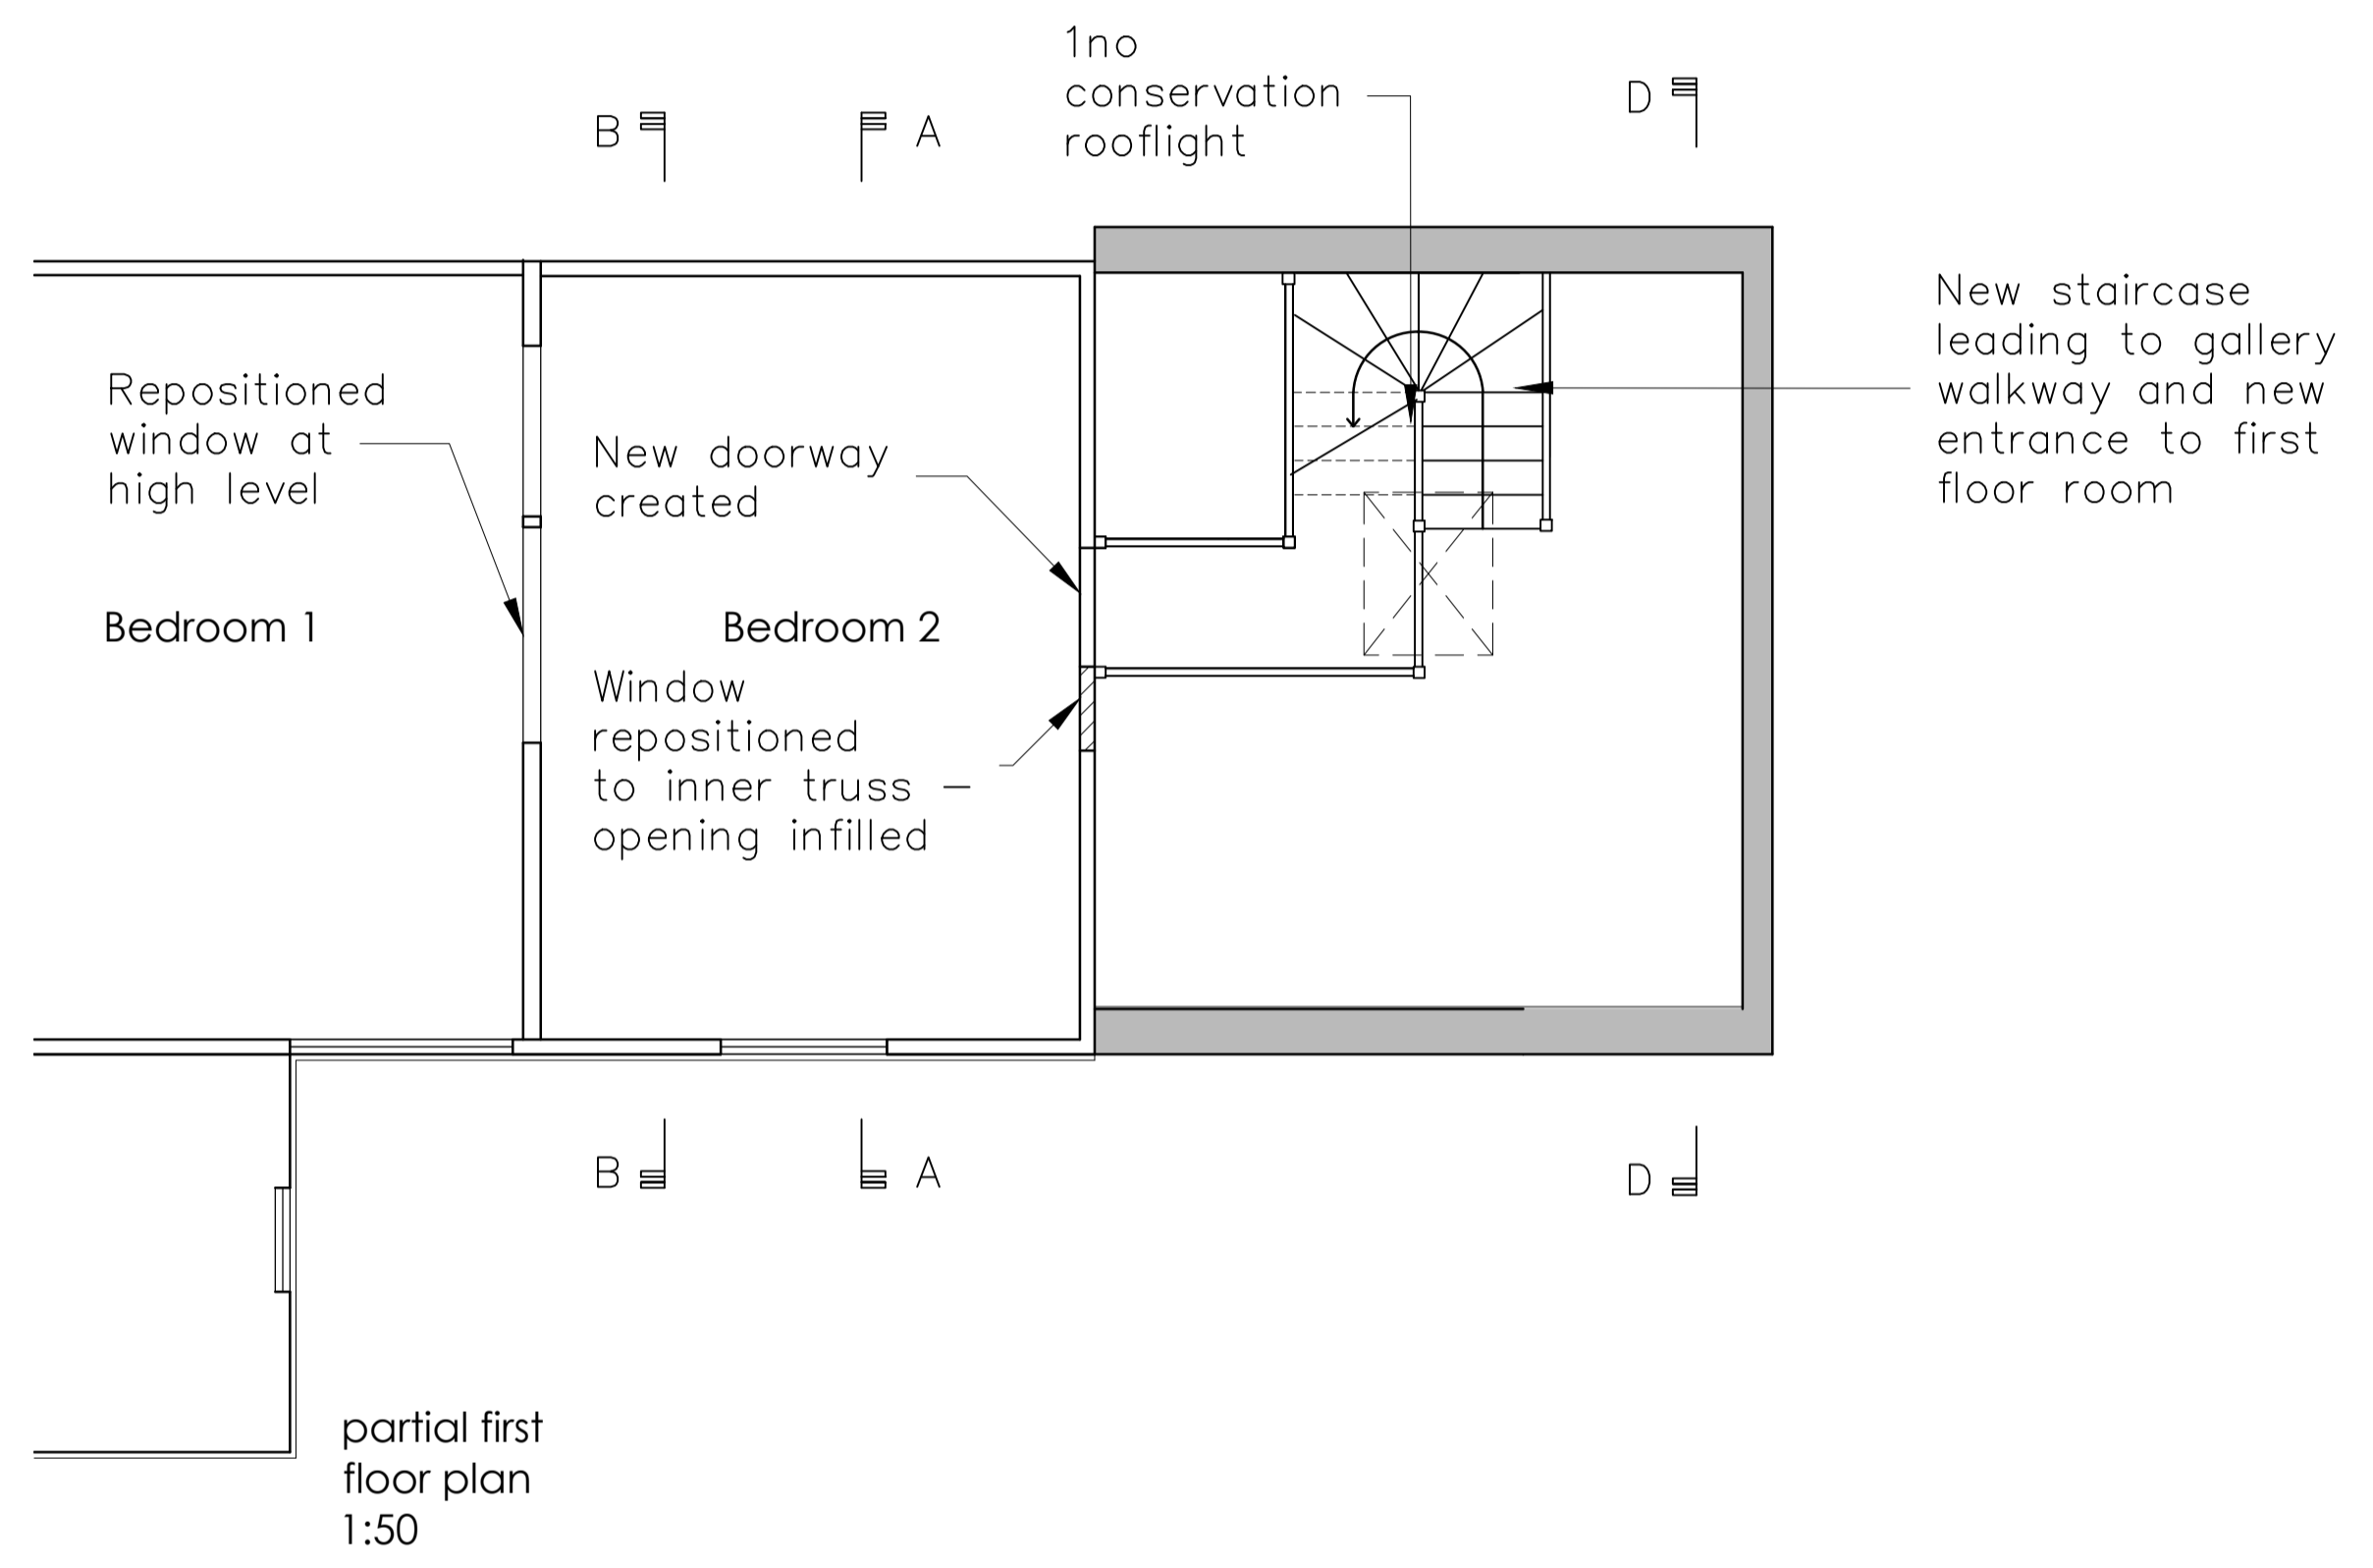 1no
conservation
rooflight
B
A
D
New staircase
leading to gallery
walkway and new
entrance to first
floor room
Repositioned
window at
high level
New doorway
created
Bedroom 1
Bedroom 2
Window
repositioned
to inner truss –
opening infilled
B
A
D
partial first
floor plan
1:50